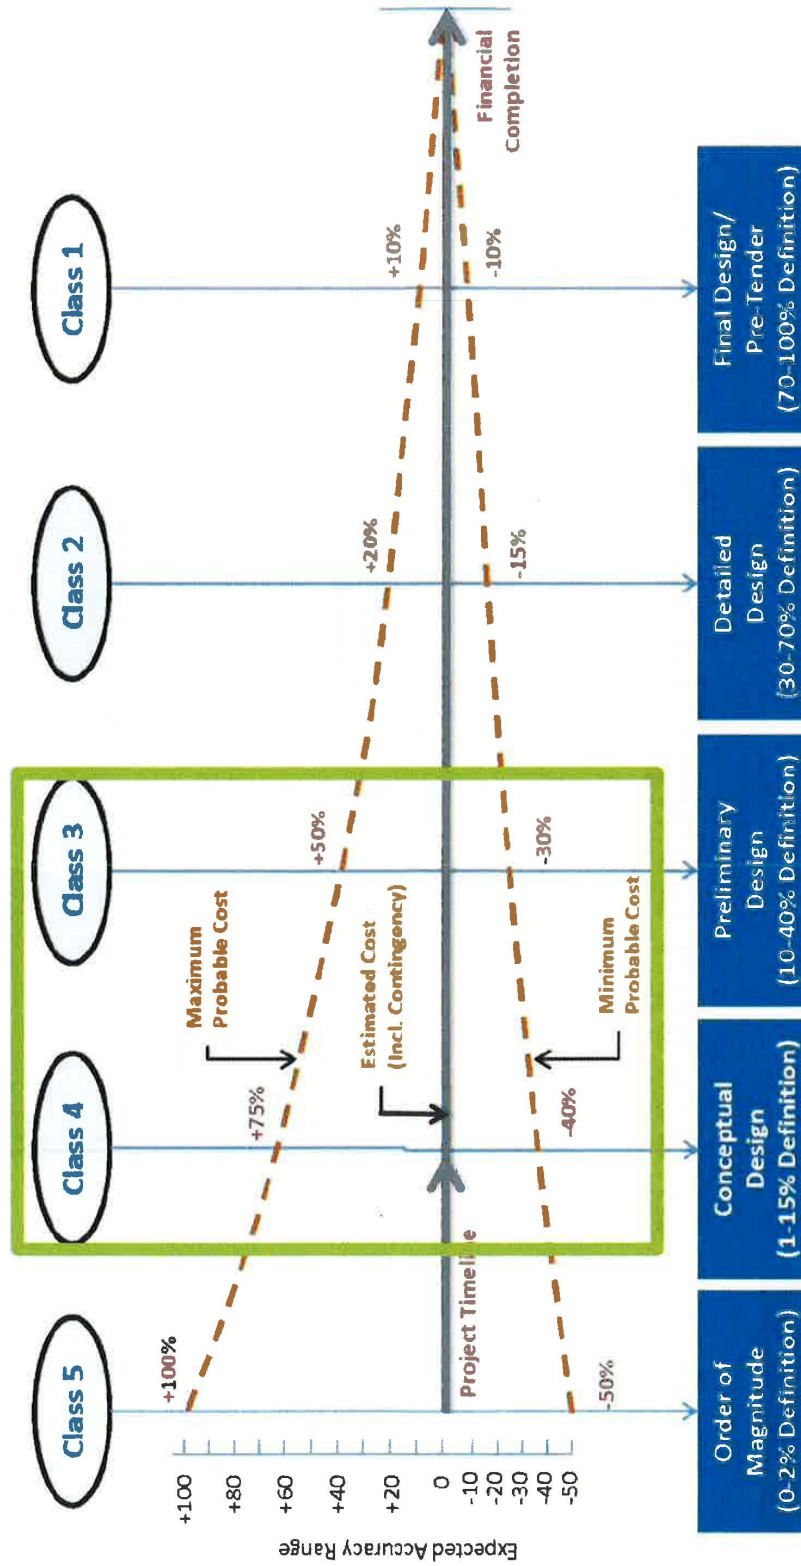 Class 5
Class 4
Class 3
Class 2
Class 1
Expected Accuracy Range
+100
+80
+60
+40
+20
0
-10
-20
-30
-40
-50
+100%
+75%
+50%
+20%
+10%
Maximum
Probable Cost
Estimated Cost
(Incl. Contingency)
Project Timeline
Financial
Completion
-50%
-40%
-30%
-15%
-10%
Minimum
Probable Cost
Order of
Magnitude
(0-2% Definition)
Conceptual
Design
(1-15% Definition)
Preliminary
Design
(10-40% Definition)
Detailed
Design
(30-70% Definition)
Final Design/
Pre-Tender
(70-100% Definition)